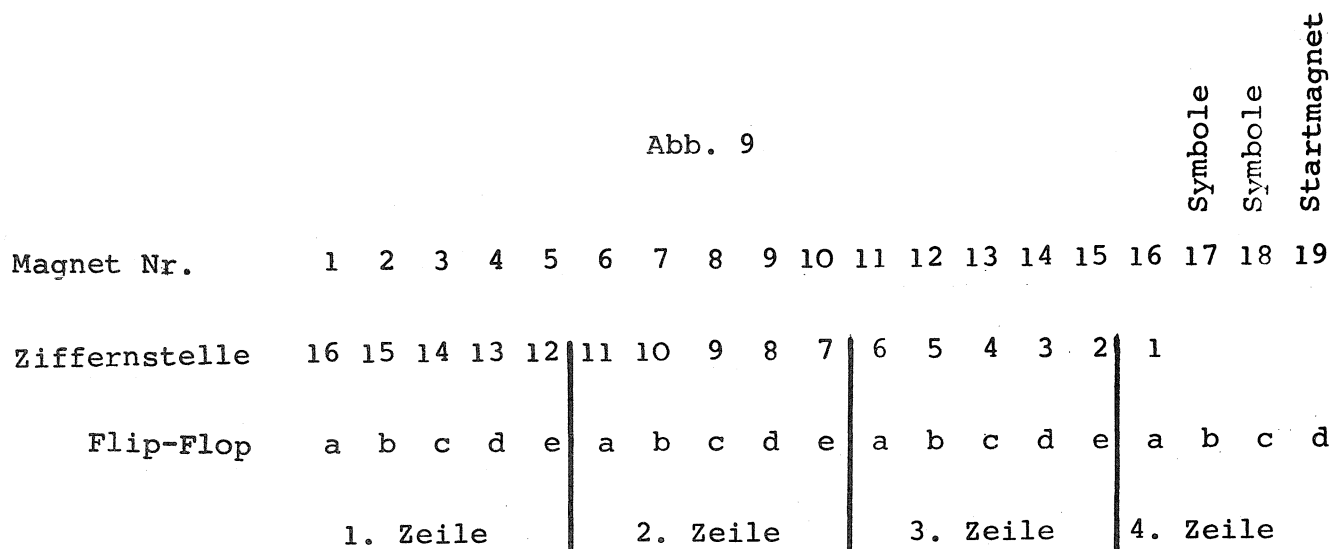 Abb. 9
Symbole
Symbole
Startmagnet
Magnet Nr. 1 2 3 4 5 6 7 8 9 10 11 12 13 14 15 16 17 18 19
Ziffernstelle 16 15 14 13 12 11 10 9 8 7 6 5 4 3 2 1
Flip-Flop a b c d e a b c d e a b c d e a b c d
1. Zeile 2. Zeile 3. Zeile 4. Zeile